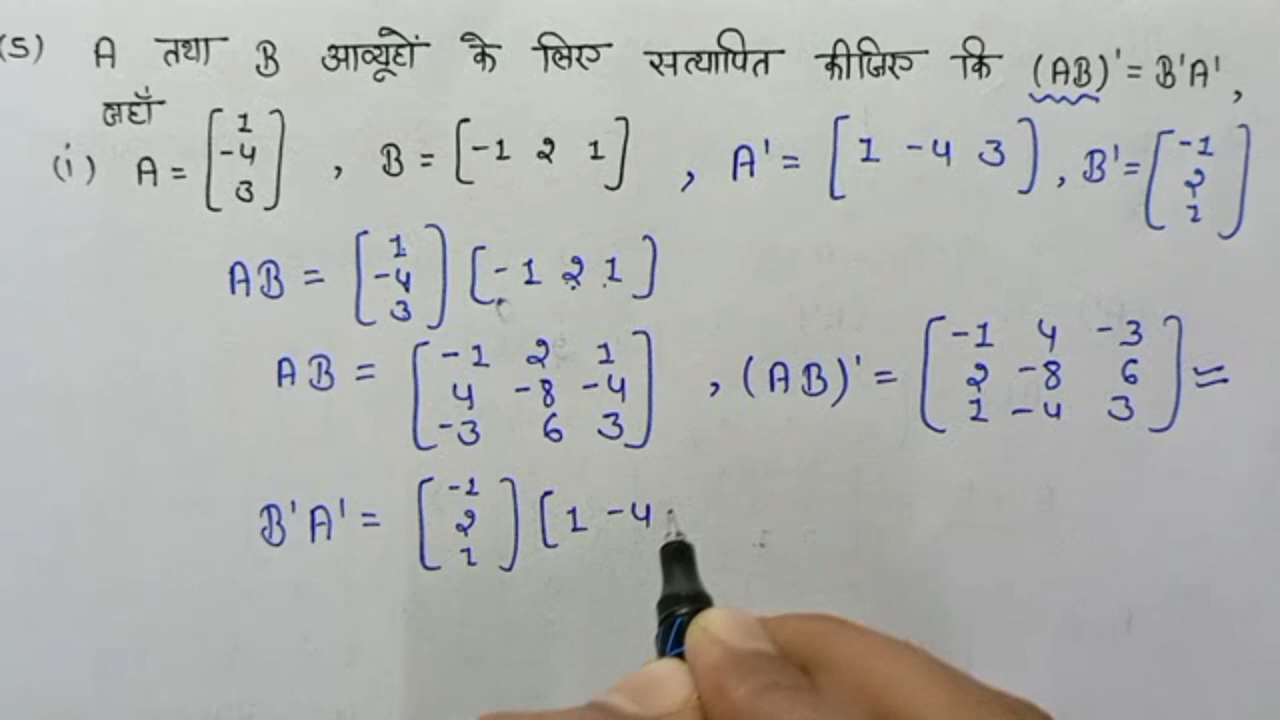 (5) A तथा B आव्यूहों के लिए सत्यापित कीजिए कि (AB)' = B'A',
जहाँ
(i) A = [1 -4 3], B = [-1 2 1], A' = [1 -4 3], B' = [-1 2 1]
AB = [1 -4 3] [-1 2 1]
AB = [-1 2 1 4 -8 -4 -3 6 3], (AB)' = [-1 4 -3 2 -8 6 1 -4 3] =
B'A' = [-1 2 1] [1 -4